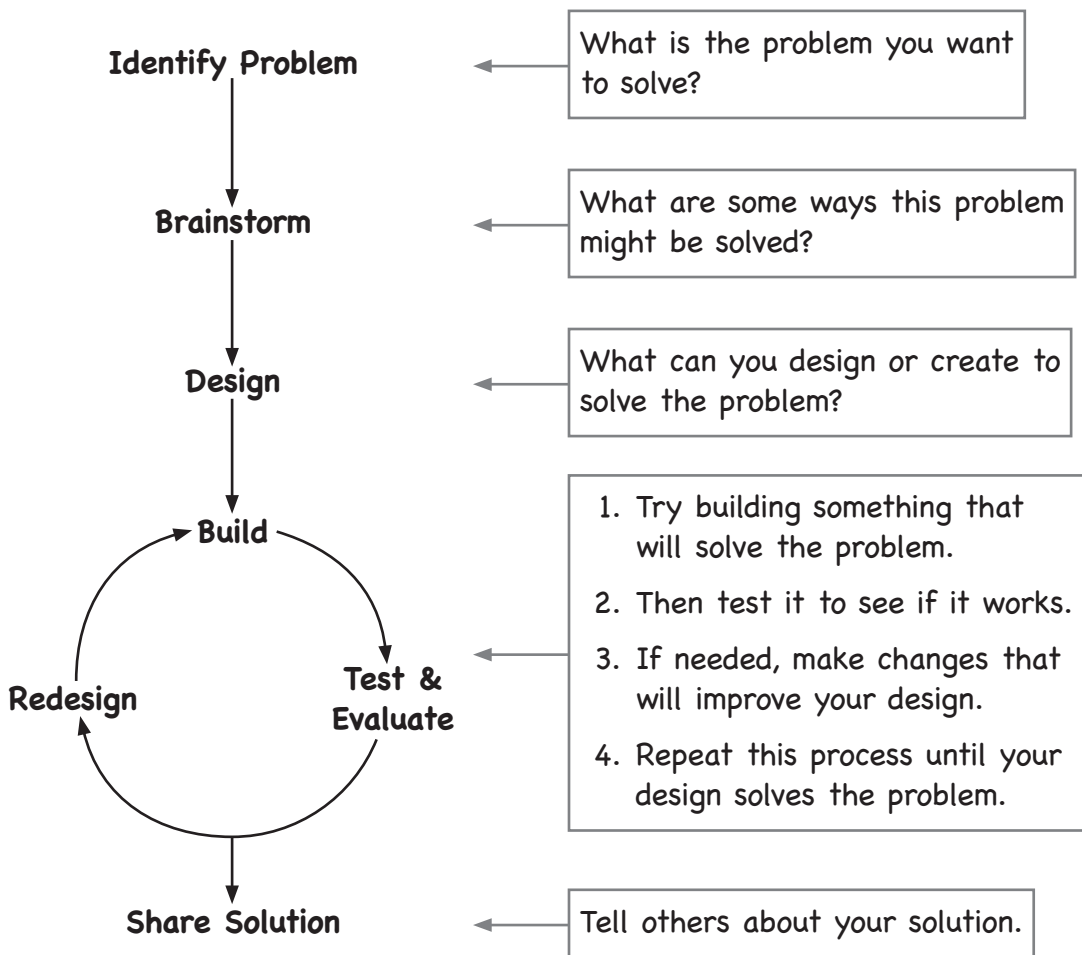 Identify Problem
What is the problem you want
to solve?
Brainstorm
What are some ways this problem
might be solved?
Design
What can you design or create to
solve the problem?
Build
Test &
Evaluate
Redesign
1. Try building something that
will solve the problem.
2. Then test it to see if it works.
3. If needed, make changes that
will improve your design.
4. Repeat this process until your
design solves the problem.
Share Solution
Tell others about your solution.